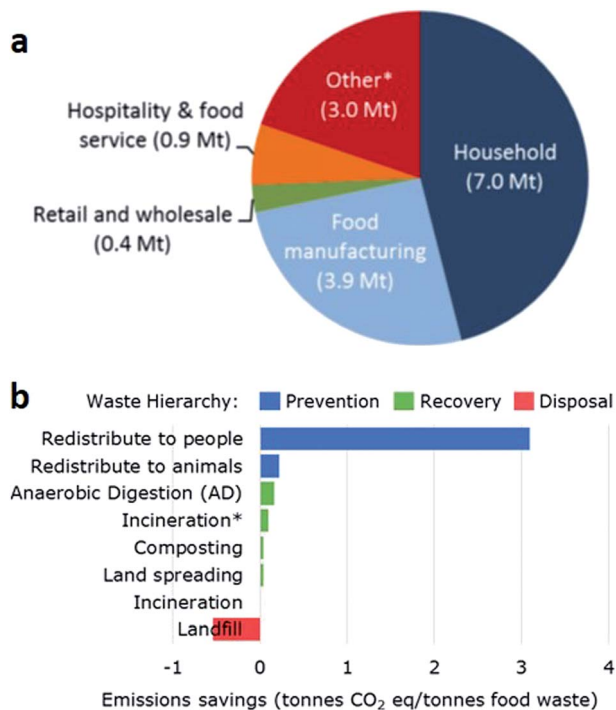 a
Other*
(3.0 Mt)
Hospitality & food
service (0.9 Mt)
Household
(7.0 Mt)
Retail and wholesale
(0.4 Mt)
Food
manufacturing
(3.9 Mt)
b
Waste Hierarchy: Prevention Recovery Disposal
Redistribute to people
Redistribute to animals
Anaerobic Digestion (AD)
Incineration*
Composting
Land spreading
Incineration
Landfill
-1 0 1 2 3 4
Emissions savings (tonnes CO₂ eq/tonnes food waste)